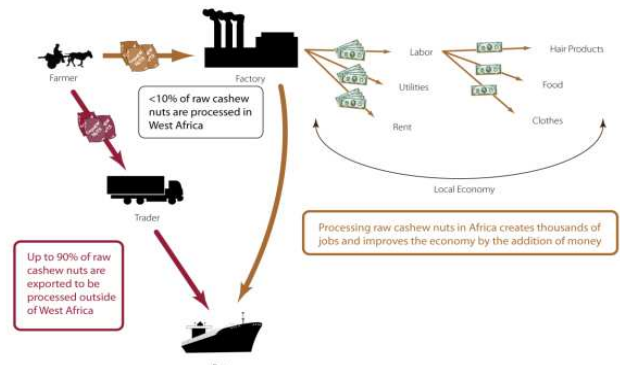 Farmer
Factory
Labor
Hair Products
Utilities
Food
Rent
Clothes
<10% of raw cashew
nuts are processed in
West Africa
Local Economy
Trader
Processing raw cashew nuts in Africa creates thousands of
jobs and improves the economy by the addition of money
Up to 90% of raw
cashew nuts are
exported to be
processed outside
of West Africa